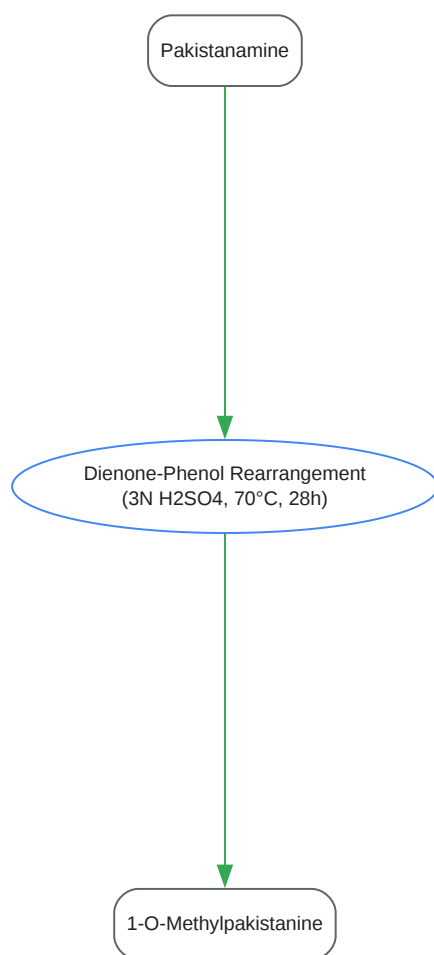 Pakistanamine
Dienone-Phenol Rearrangement
(3N H2SO4, 70°C, 28h)
1-O-Methylpakistanine